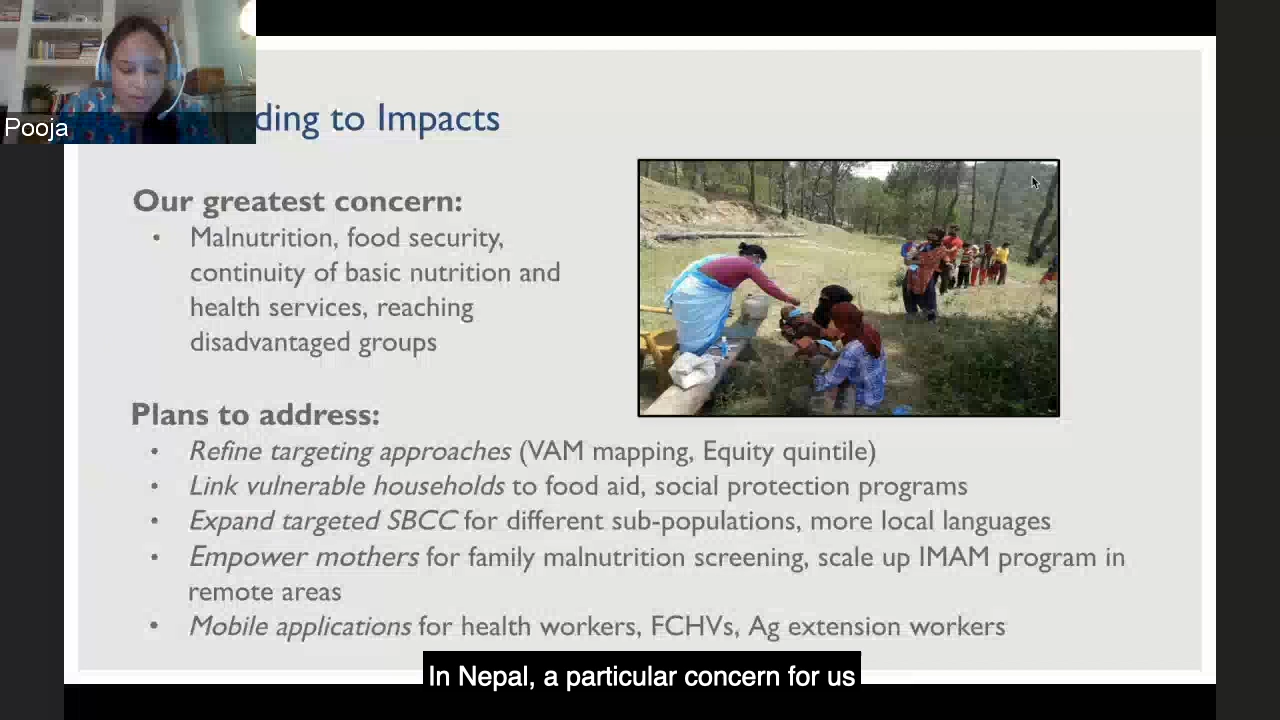 Pooja
ding to Impacts
Our greatest concern:
• Malnutrition, food security,
continuity of basic nutrition and
health services, reaching
disadvantaged groups
Plans to address:
• Refine targeting approaches (VAM mapping, Equity quintile)
• Link vulnerable households to food aid, social protection programs
• Expand targeted SBCC for different sub-populations, more local languages
• Empower mothers for family malnutrition screening, scale up IMAM program in
remote areas
• Mobile applications for health workers, FCHVs, Ag extension workers
In Nepal, a particular concern for us